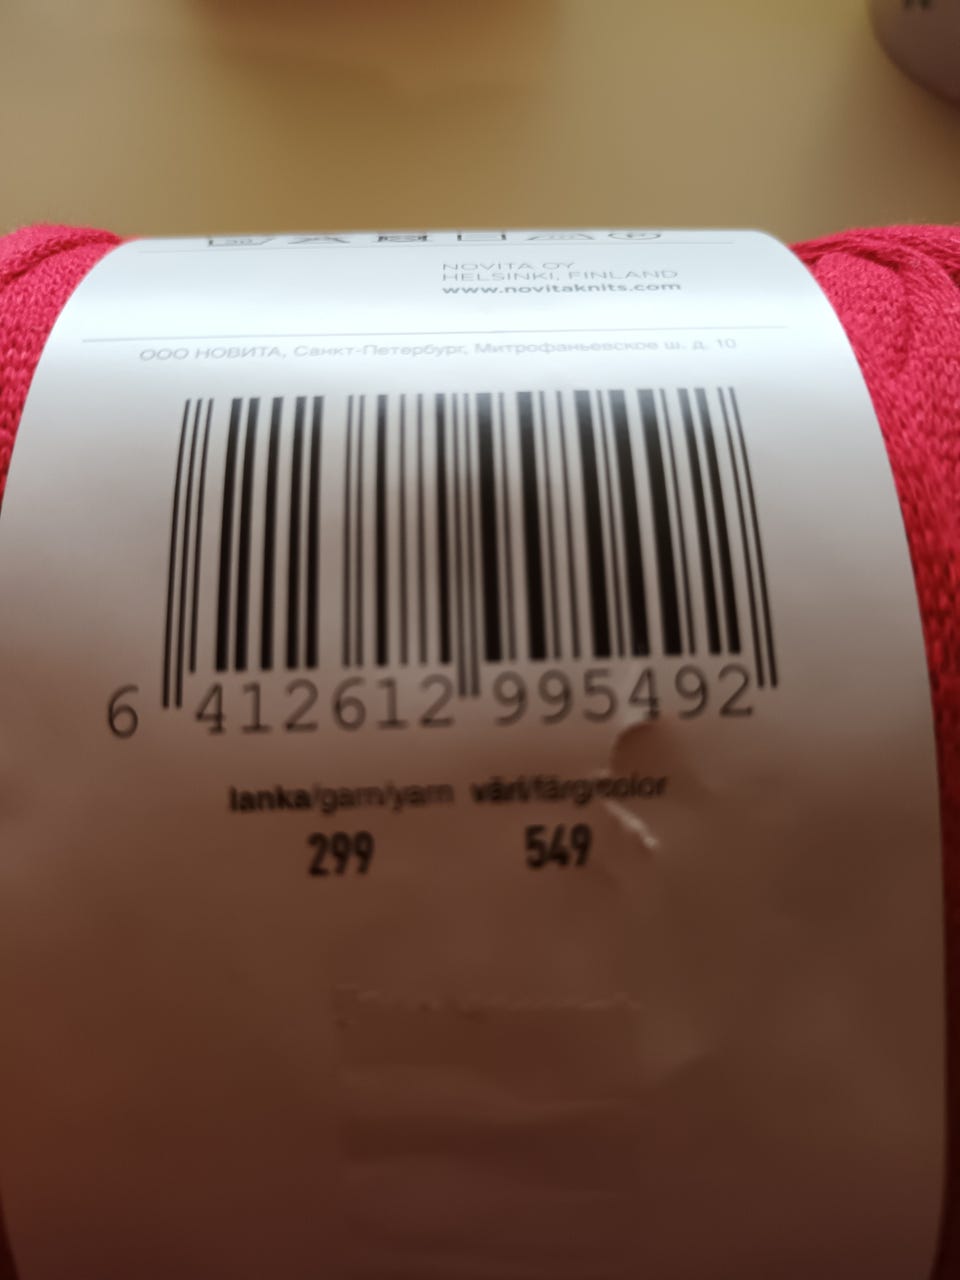 NOVITA OY
HELSINKI, FINLAND
www.novitaknits.com
ООО НОВИТА, Санкт-Петербург, Митрофаньевское ш. д. 10
6 412612 995492
lanka/garn/yarn väri/färg/color
299 549